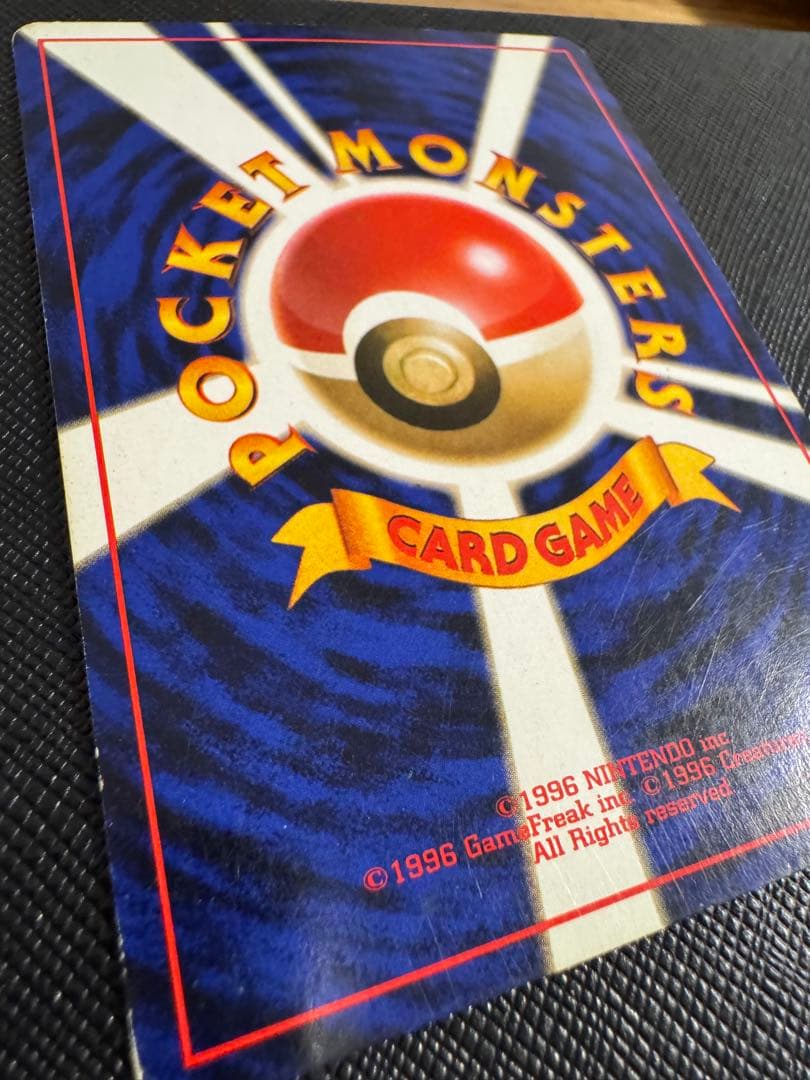 POCKET MONSTERS
CARD GAME
©1996 NINTENDO inc.
©1996 GameFreak inc. ©1996 Creatures
All Rights reserved